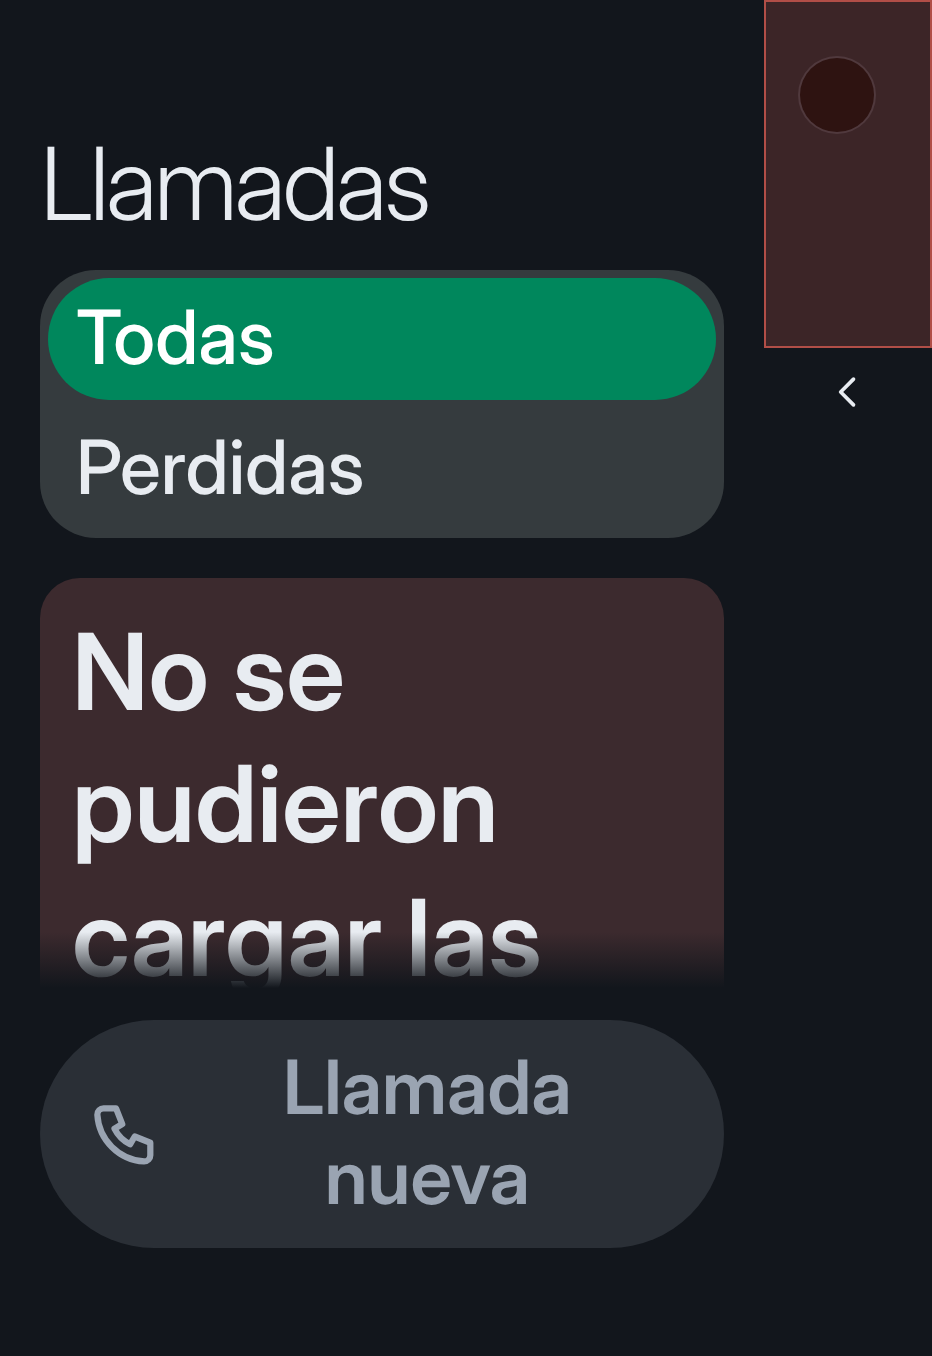 Llamadas
Todas
Perdidas
No se
pudieron
cargar las
Llamada
nueva